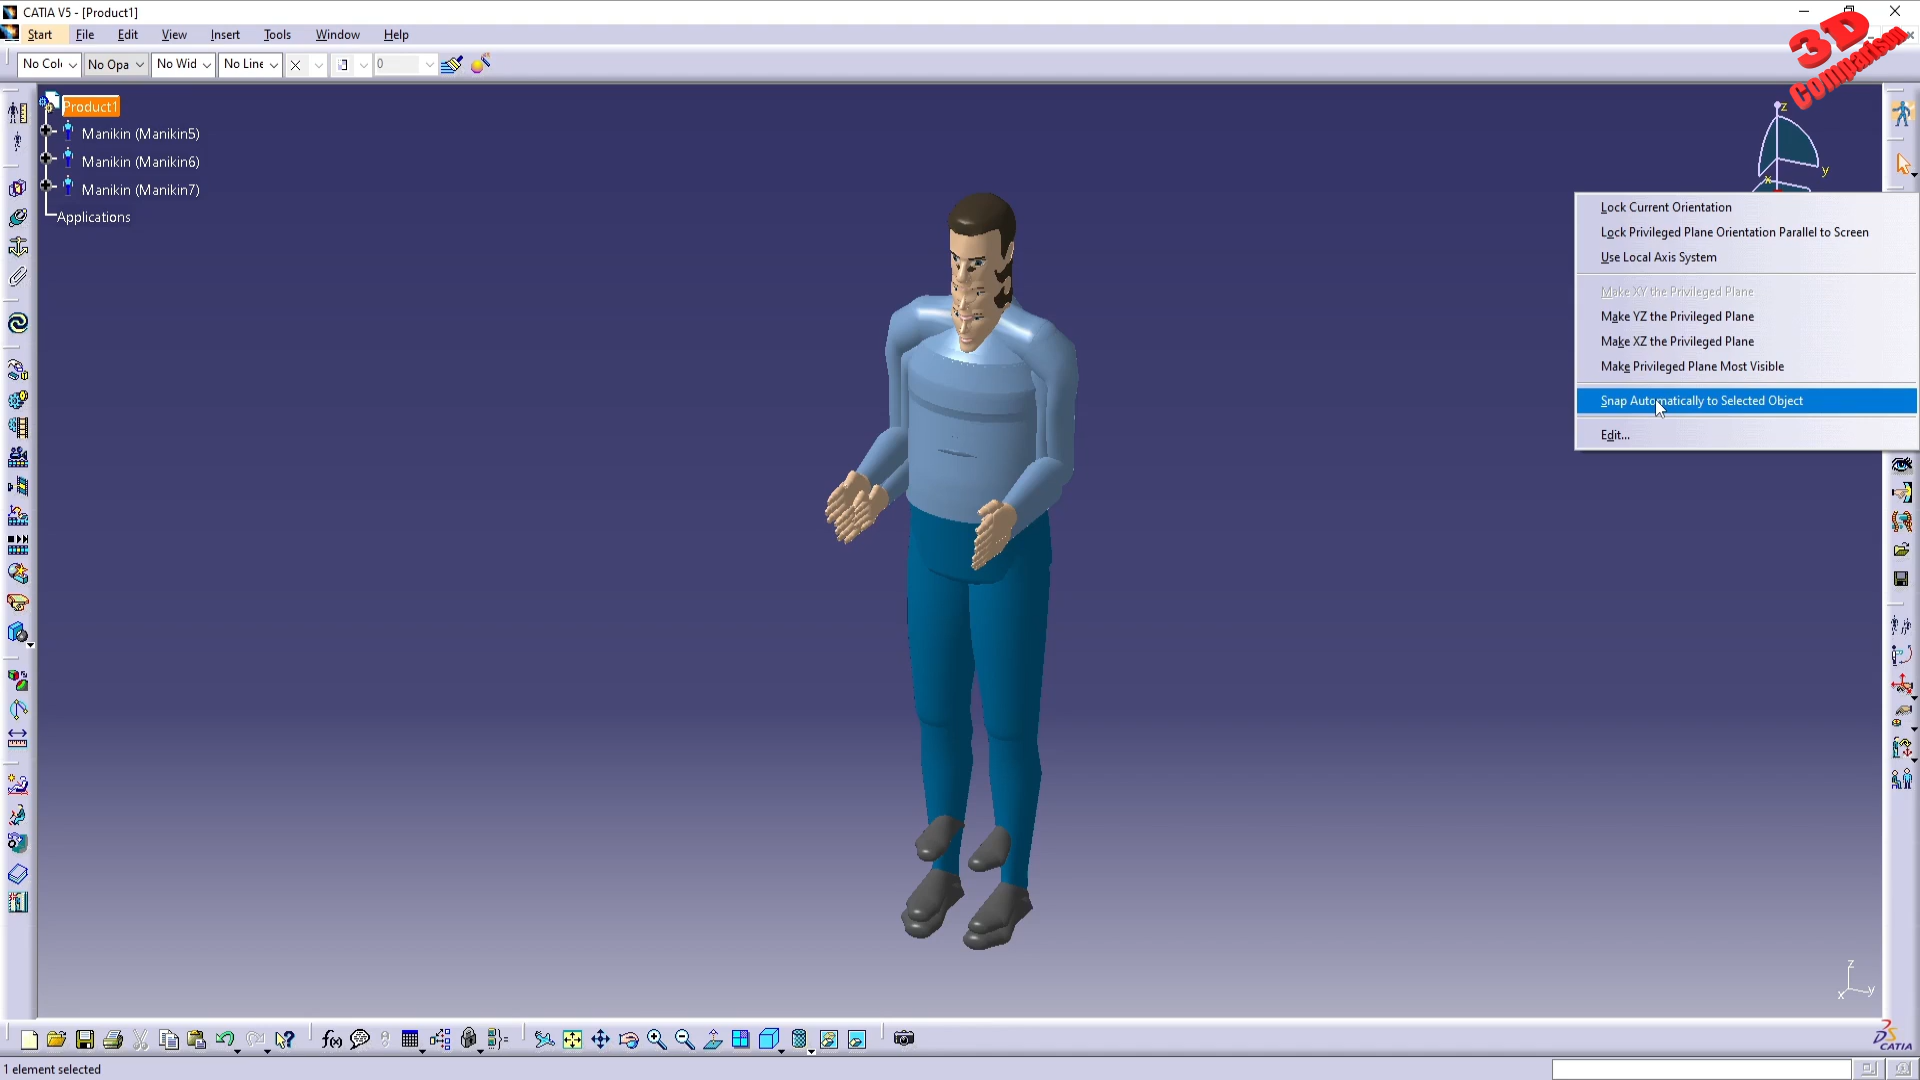 CATIA V5 - [Product1]
Start File Edit View Insert Tools Window Help
No Col No Opa No Wid No Line 0
3D
Comparison
Product1
Manikin (Manikin5)
Manikin (Manikin6)
Manikin (Manikin7)
Applications
z
y
x
Lock Current Orientation
Lock Privileged Plane Orientation Parallel to Screen
Use Local Axis System
Make XY the Privileged Plane
Make YZ the Privileged Plane
Make XZ the Privileged Plane
Make Privileged Plane Most Visible
Snap Automatically to Selected Object
Edit...
z
x y
f(x)
CATIA
1 element selected